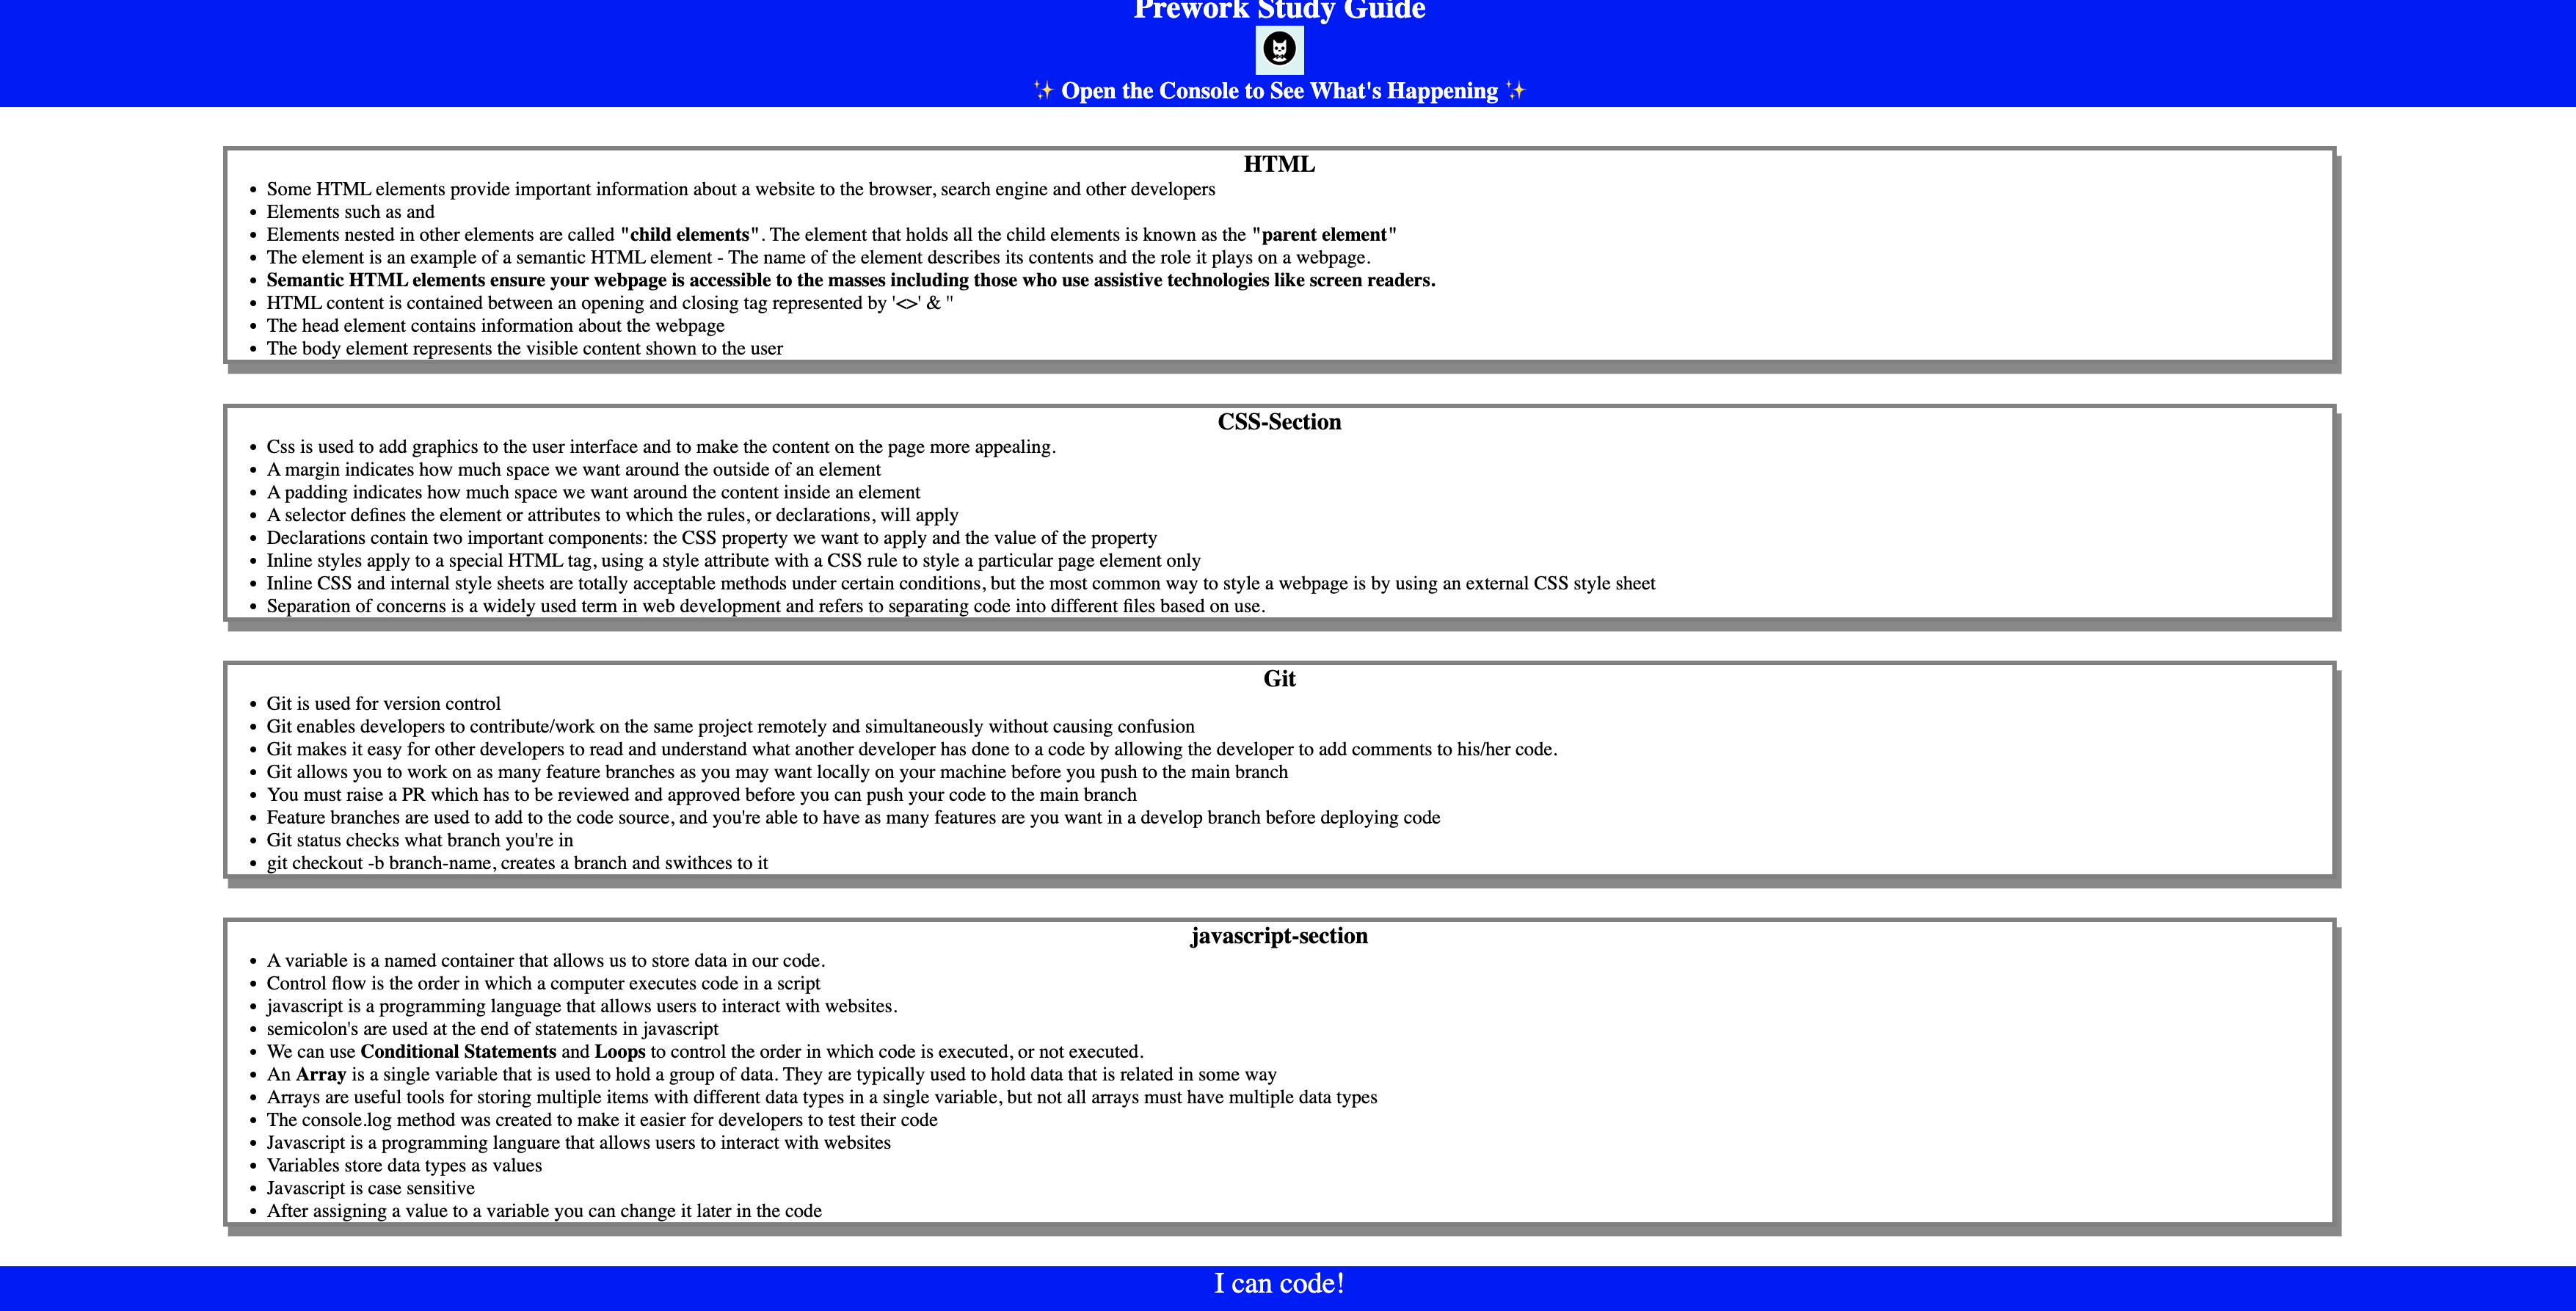 Prework Study Guide
✨ Open the Console to See What's Happening ✨
HTML
• Some HTML elements provide important information about a website to the browser, search engine and other developers
• Elements such as and
• Elements nested in other elements are called "child elements". The element that holds all the child elements is known as the "parent element"
• The element is an example of a semantic HTML element - The name of the element describes its contents and the role it plays on a webpage.
• Semantic HTML elements ensure your webpage is accessible to the masses including those who use assistive technologies like screen readers.
• HTML content is contained between an opening and closing tag represented by '<>' & ''
• The head element contains information about the webpage
• The body element represents the visible content shown to the user
CSS-Section
• Css is used to add graphics to the user interface and to make the content on the page more appealing.
• A margin indicates how much space we want around the outside of an element
• A padding indicates how much space we want around the content inside an element
• A selector defines the element or attributes to which the rules, or declarations, will apply
• Declarations contain two important components: the CSS property we want to apply and the value of the property
• Inline styles apply to a special HTML tag, using a style attribute with a CSS rule to style a particular page element only
• Inline CSS and internal style sheets are totally acceptable methods under certain conditions, but the most common way to style a webpage is by using an external CSS style sheet
• Separation of concerns is a widely used term in web development and refers to separating code into different files based on use.
Git
• Git is used for version control
• Git enables developers to contribute/work on the same project remotely and simultaneously without causing confusion
• Git makes it easy for other developers to read and understand what another developer has done to a code by allowing the developer to add comments to his/her code.
• Git allows you to work on as many feature branches as you may want locally on your machine before you push to the main branch
• You must raise a PR which has to be reviewed and approved before you can push your code to the main branch
• Feature branches are used to add to the code source, and you're able to have as many features are you want in a develop branch before deploying code
• Git status checks what branch you're in
• git checkout -b branch-name, creates a branch and swithces to it
javascript-section
• A variable is a named container that allows us to store data in our code.
• Control flow is the order in which a computer executes code in a script
• javascript is a programming language that allows users to interact with websites.
• semicolon's are used at the end of statements in javascript
• We can use Conditional Statements and Loops to control the order in which code is executed, or not executed.
• An Array is a single variable that is used to hold a group of data. They are typically used to hold data that is related in some way
• Arrays are useful tools for storing multiple items with different data types in a single variable, but not all arrays must have multiple data types
• The console.log method was created to make it easier for developers to test their code
• Javascript is a programming languare that allows users to interact with websites
• Variables store data types as values
• Javascript is case sensitive
• After assigning a value to a variable you can change it later in the code
I can code!